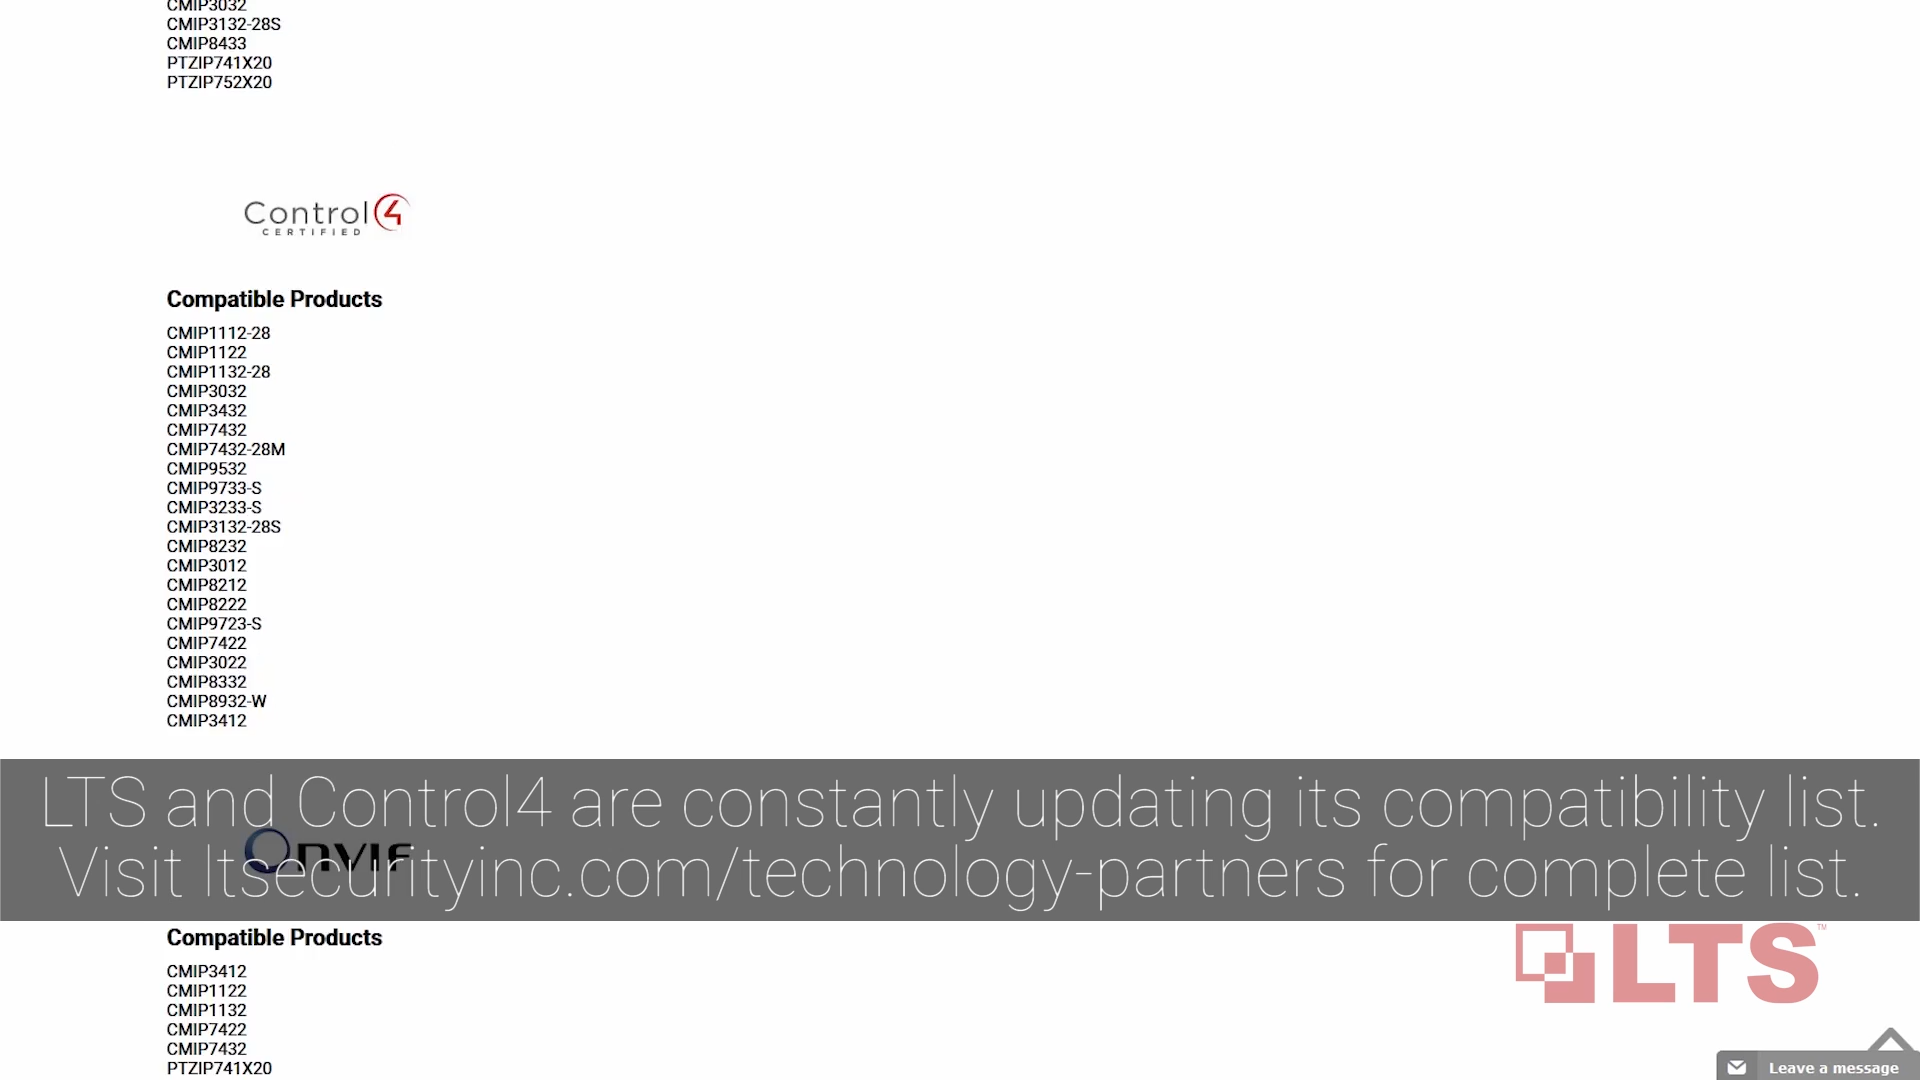 CMIP3032
CMIP3132-28S
CMIP8433
PTZIP741X20
PTZIP752X20
Control4
CERTIFIED
Compatible Products
CMIP1112-28
CMIP1122
CMIP1132-28
CMIP3032
CMIP3432
CMIP7432
CMIP7432-28M
CMIP9532
CMIP9733-S
CMIP3233-S
CMIP3132-28S
CMIP8232
CMIP3012
CMIP8212
CMIP8222
CMIP9723-S
CMIP7422
CMIP3022
CMIP8332
CMIP8932-W
CMIP3412
LTS and Control4 are constantly updating its compatibility list.
ONVIF
Visit ltsecurityinc.com/technology-partners for complete list.
Compatible Products
CMIP3412
CMIP1122
CMIP1132
CMIP7422
CMIP7432
PTZIP741X20
LTS™
Leave a message